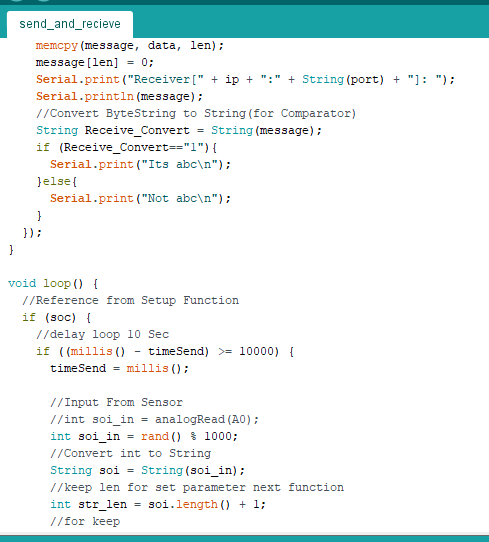 send_and_recieve
memcpy(message, data, len);
message[len] = 0;
Serial.print("Receiver[" + ip + ":" + String(port) + "]: ");
Serial.println(message);
//Convert ByteString to String(for Comparator)
String Receive_Convert = String(message);
if (Receive_Convert=="1"){
Serial.print("Its abc\n");
}else{
Serial.print("Not abc\n");
}
});
}
void loop() {
//Reference from Setup Function
if (soc) {
//delay loop 10 Sec
if ((millis() - timeSend) >= 10000) {
timeSend = millis();
//Input From Sensor
//int soi_in = analogRead(A0);
int soi_in = rand() % 1000;
//Convert int to String
String soi = String(soi_in);
//keep len for set parameter next function
int str_len = soi.length() + 1;
//for keep